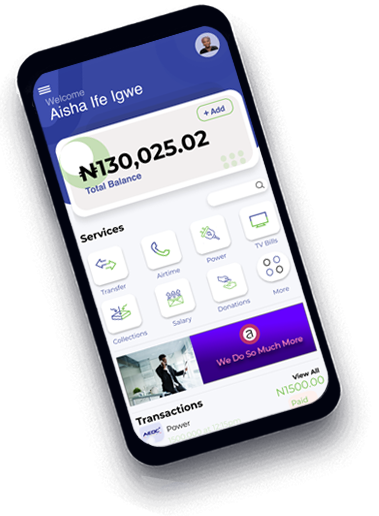 Welcome
Aisha Ife Igwe
+ Add
₦130,025.02
Total Balance
Services
Transfer
Airtime
Power
TV Bills
Collections
Salary
Donations
More
a
We Do So Much More
Transactions
View All
AEDC
Power
N1500.00
Paid